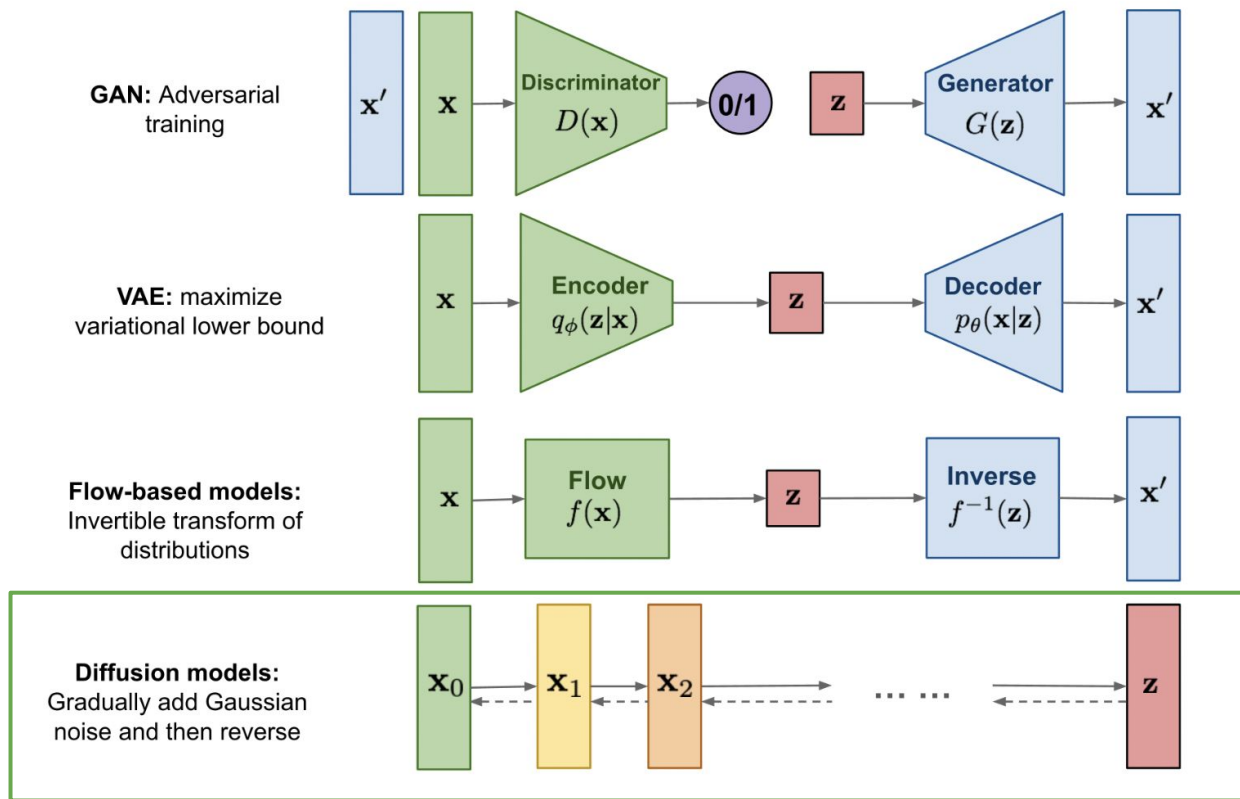 GAN: Adversarial
training
x′
x
Discriminator
D(x)
0/1
z
Generator
G(z)
x′
VAE: maximize
variational lower bound
x
Encoder
qϕ(z|x)
z
Decoder
pθ(x|z)
x′
Flow-based models:
Invertible transform of
distributions
x
Flow
f(x)
z
Inverse
f⁻¹(z)
x′
Diffusion models:
Gradually add Gaussian
noise and then reverse
x₀
x₁
x₂
... ...
z